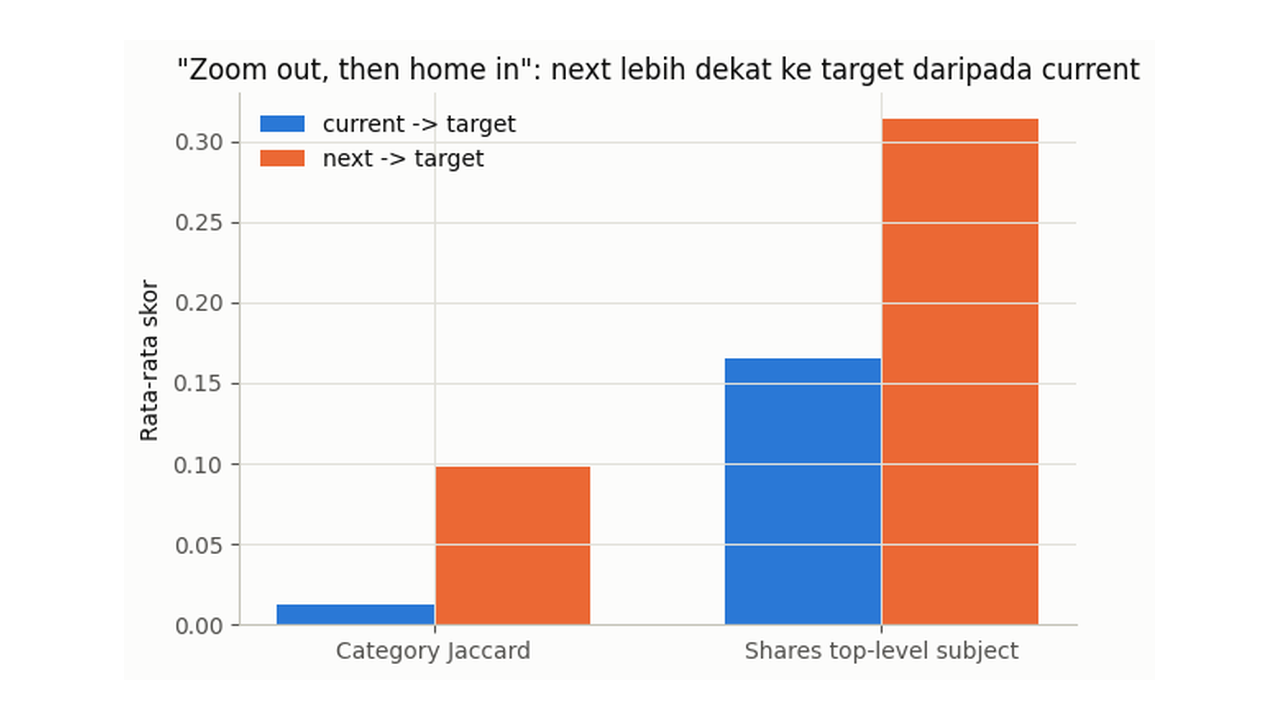 "Zoom out, then home in": next lebih dekat ke target daripada current
current -> target
next -> target
Rata-rata skor
0.30
0.25
0.20
0.15
0.10
0.05
0.00
Category Jaccard
Shares top-level subject